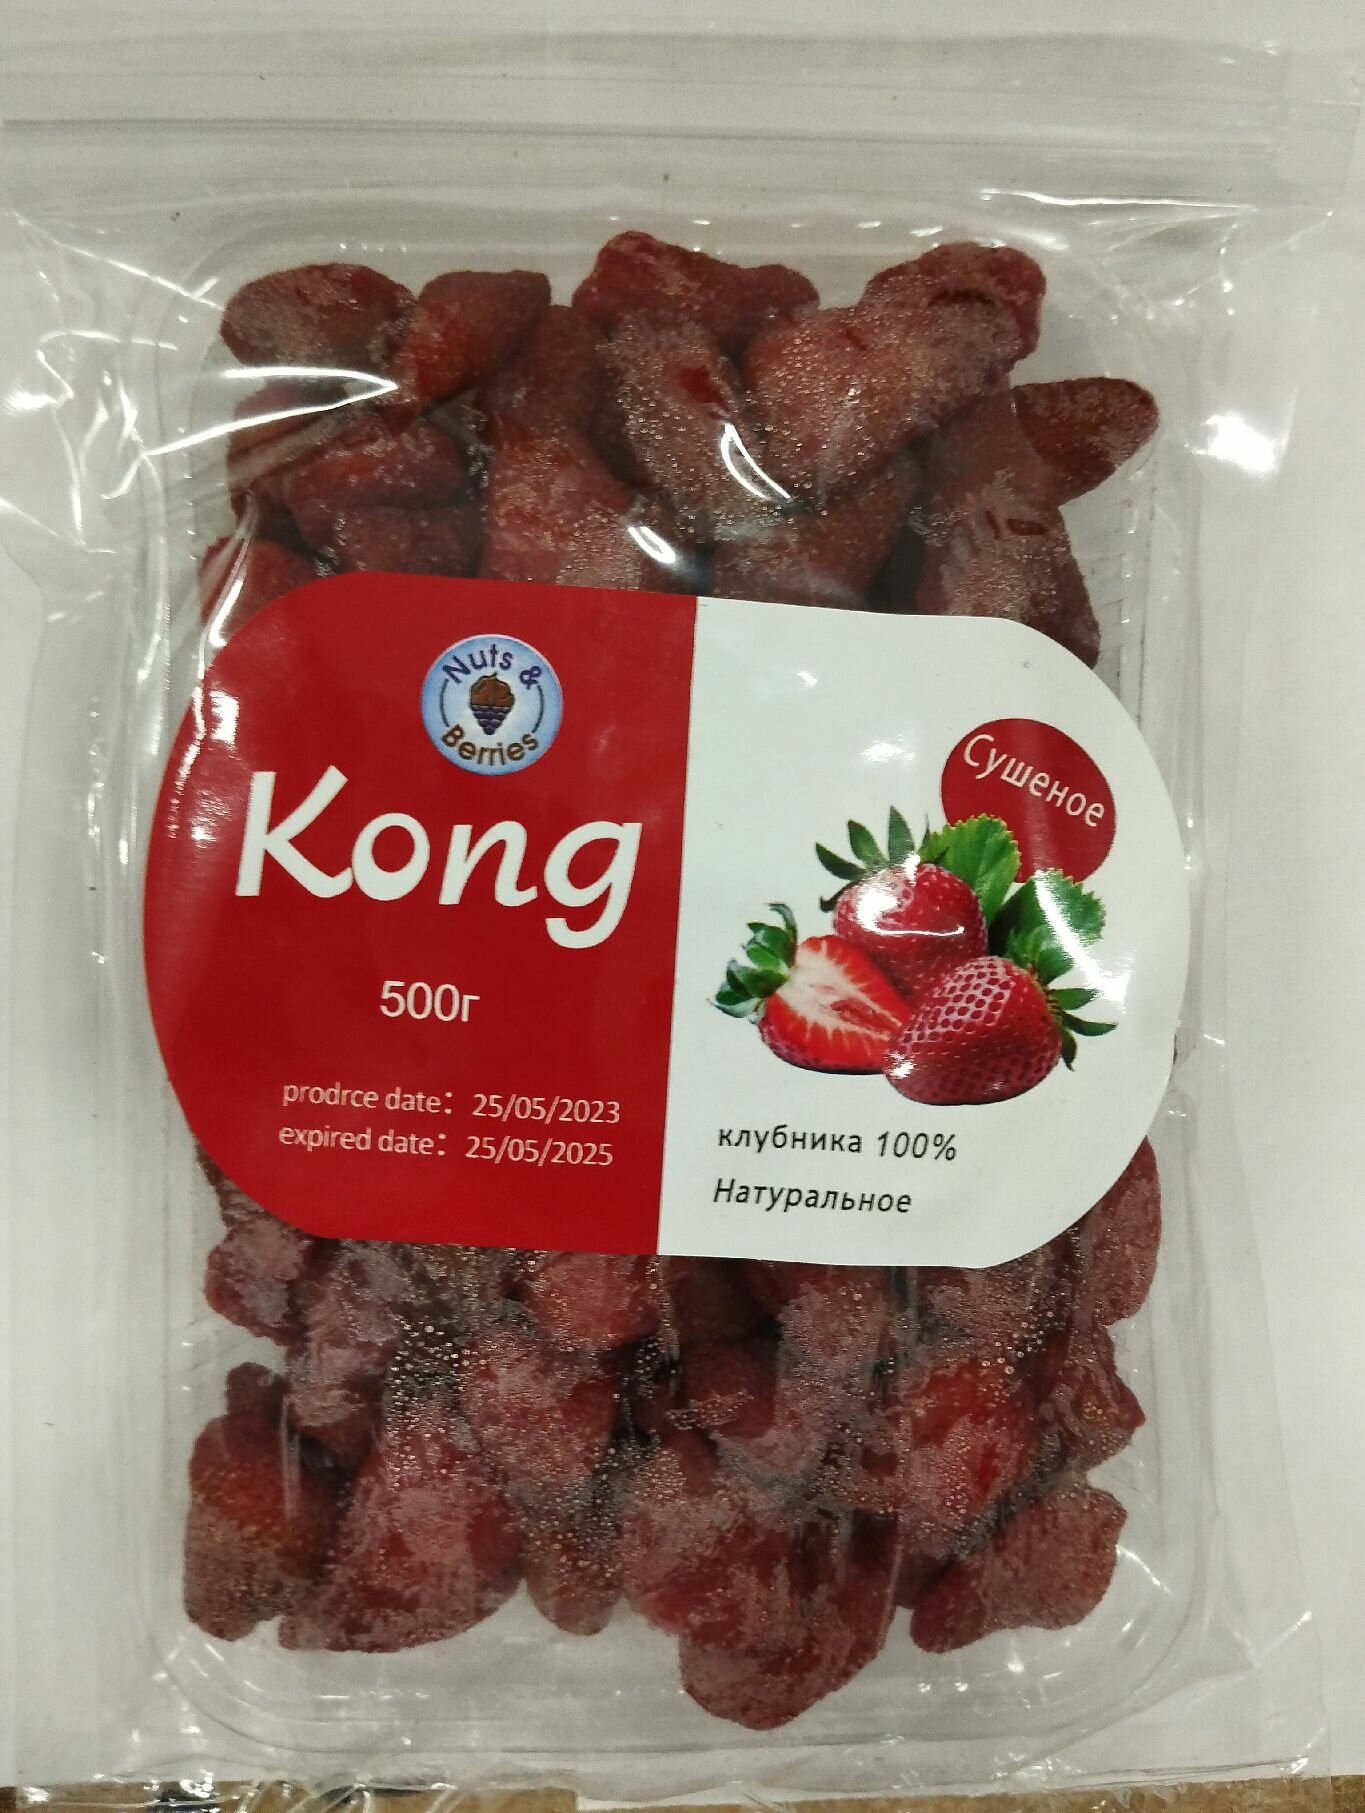 Nuts &
Berries
Kong
500г
prodrce date: 25/05/2023
expired date: 25/05/2025
Сушеное
клубника 100%
Натуральное